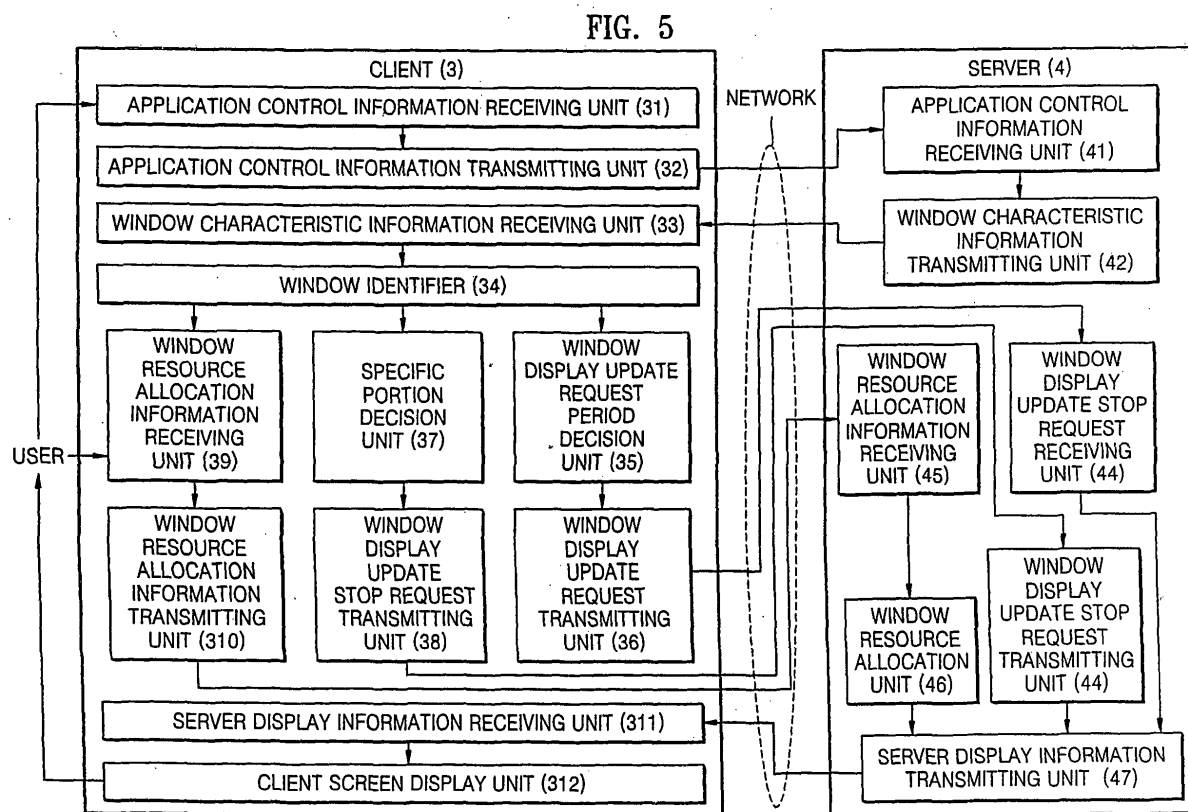 FIG. 5
CLIENT (3)
APPLICATION CONTROL INFORMATION RECEIVING UNIT (31)
APPLICATION CONTROL INFORMATION TRANSMITTING UNIT (32)
WINDOW CHARACTERISTIC INFORMATION RECEIVING UNIT (33)
WINDOW IDENTIFIER (34)
WINDOW
RESOURCE
ALLOCATION
INFORMATION
RECEIVING
UNIT (39)
SPECIFIC
PORTION
DECISION
UNIT (37)
WINDOW
DISPLAY UPDATE
REQUEST
PERIOD
DECISION
UNIT (35)
USER
WINDOW
RESOURCE
ALLOCATION
INFORMATION
TRANSMITTING
UNIT (310)
WINDOW
DISPLAY
UPDATE
STOP REQUEST
TRANSMITTING
UNIT (38)
WINDOW
DISPLAY
UPDATE
REQUEST
TRANSMITTING
UNIT (36)
SERVER DISPLAY INFORMATION RECEIVING UNIT (311)
CLIENT SCREEN DISPLAY UNIT (312)
NETWORK
SERVER (4)
APPLICATION CONTROL
INFORMATION
RECEIVING UNIT (41)
WINDOW CHARACTERISTIC
INFORMATION
TRANSMITTING UNIT (42)
WINDOW
RESOURCE
ALLOCATION
INFORMATION
RECEIVING
UNIT (45)
WINDOW
DISPLAY
UPDATE STOP
REQUEST
RECEIVING
UNIT (44)
WINDOW
RESOURCE
ALLOCATION
UNIT (46)
WINDOW
DISPLAY
UPDATE STOP
REQUEST
TRANSMITTING
UNIT (44)
SERVER DISPLAY INFORMATION
TRANSMITTING UNIT (47)